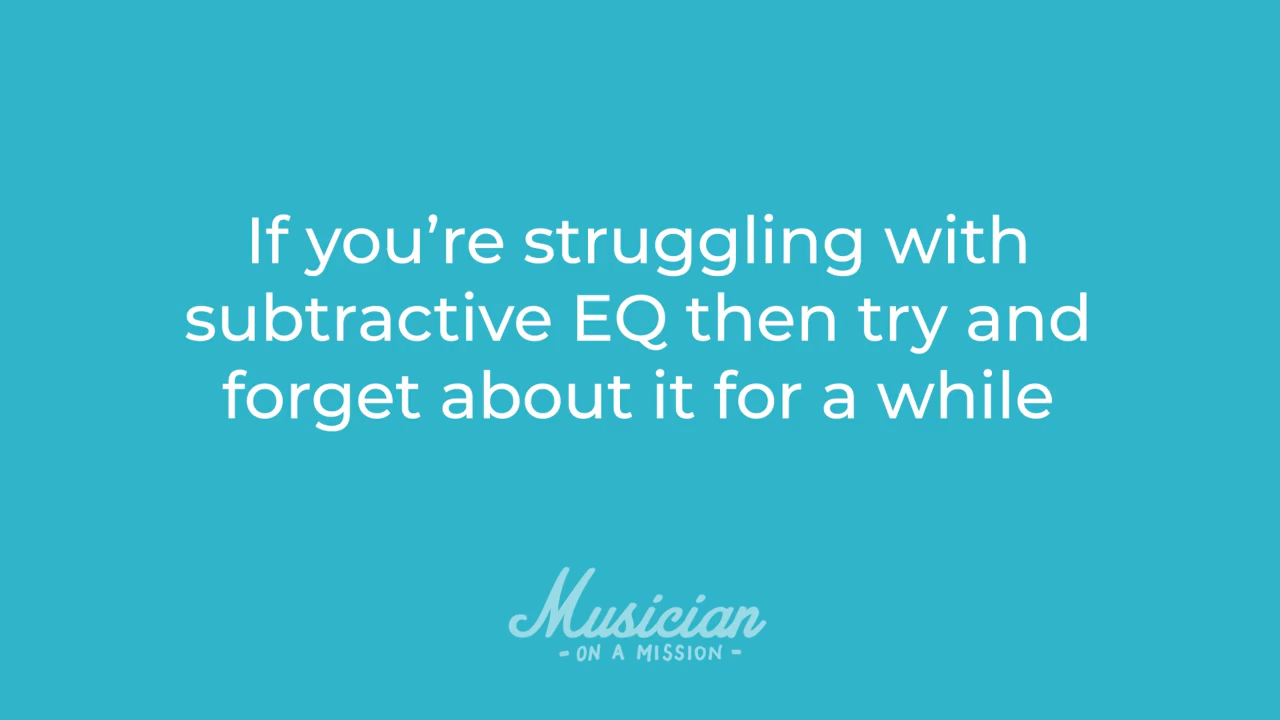 If you’re struggling with
subtractive EQ then try and
forget about it for a while
Musician
- ON A MISSION -